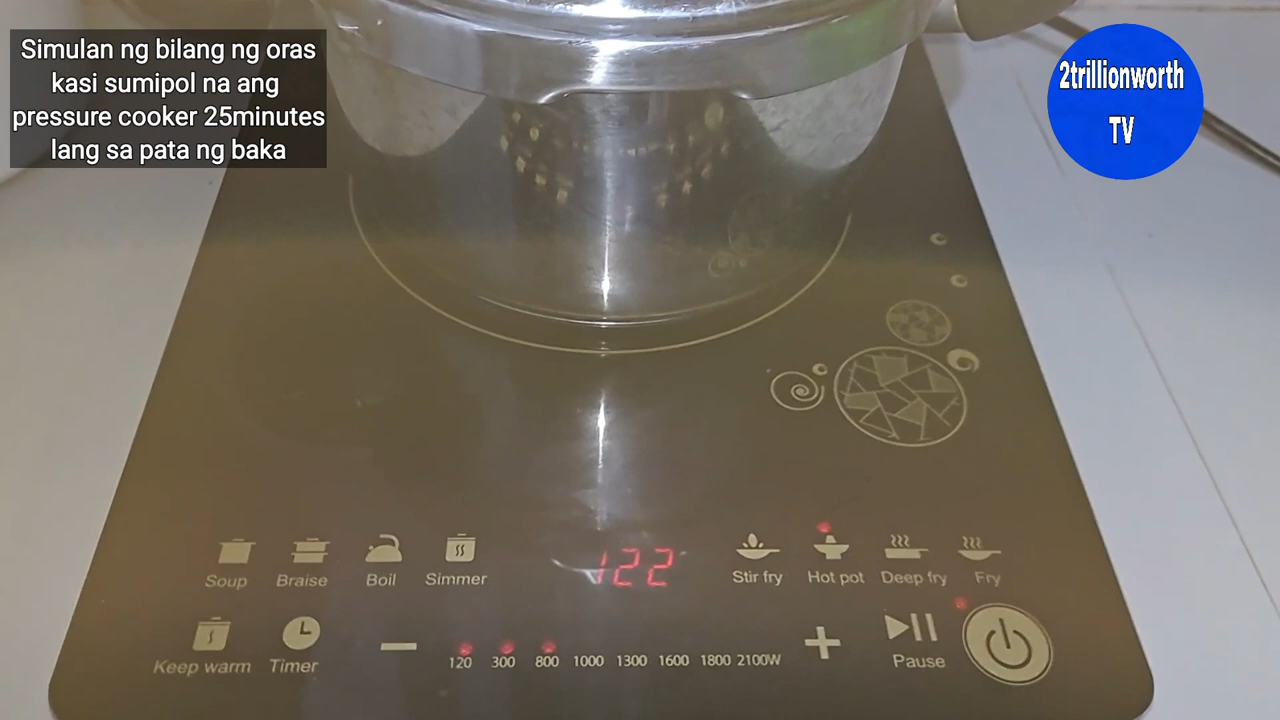 Simulan ng bilang ng oras
kasi sumipol na ang
pressure cooker 25minutes
lang sa pata ng baka
2trillionworth
TV
122
Soup Braise Boil Simmer Stir fry Hot pot Deep fry Fry
Keep warm Timer 120 300 800 1000 1300 1600 1800 2100W Pause